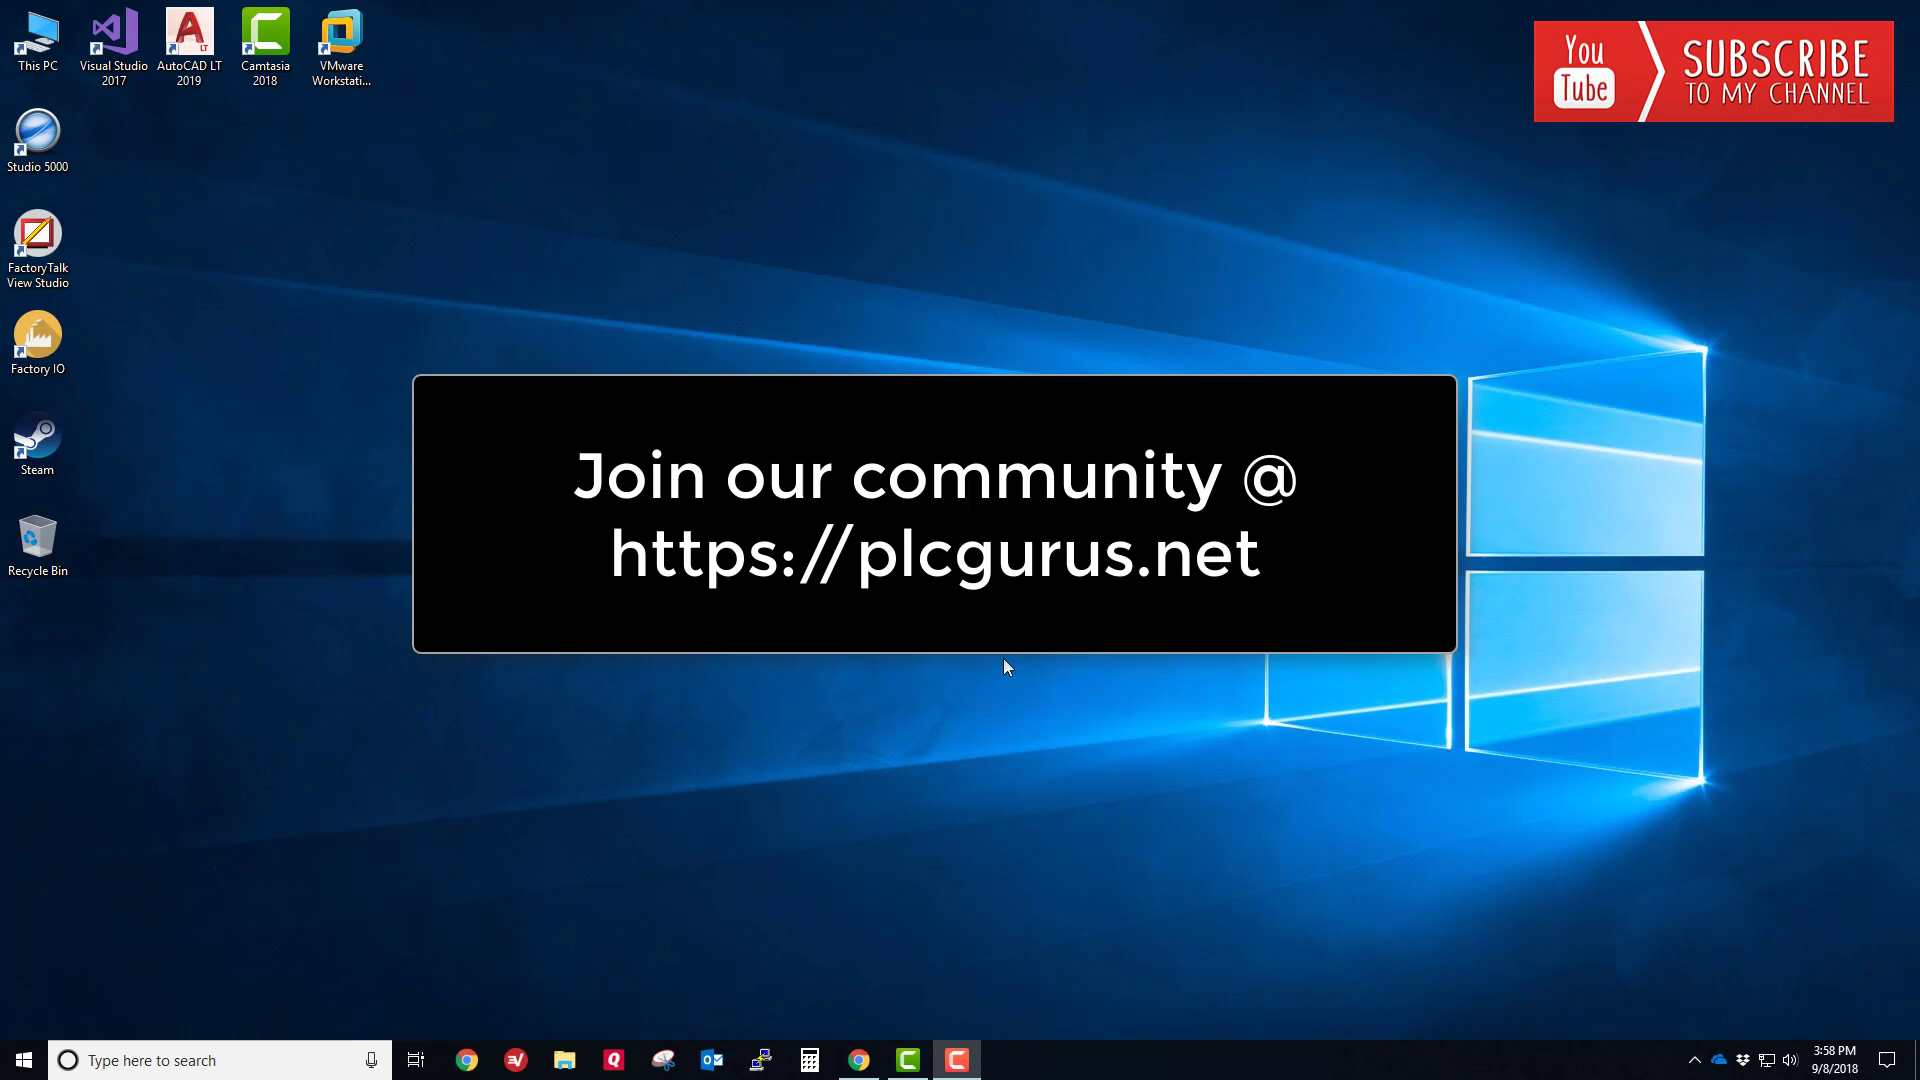 This PC
Visual Studio
2017
AutoCAD LT
2019
Camtasia
2018
VMware
Workstati...
LT
You
Tube
SUBSCRIBE
TO MY CHANNEL
Studio 5000
FactoryTalk
View Studio
Factory IO
Steam
Recycle Bin
Join our community @
https://plcgurus.net
Type here to search
3:58 PM
9/8/2018